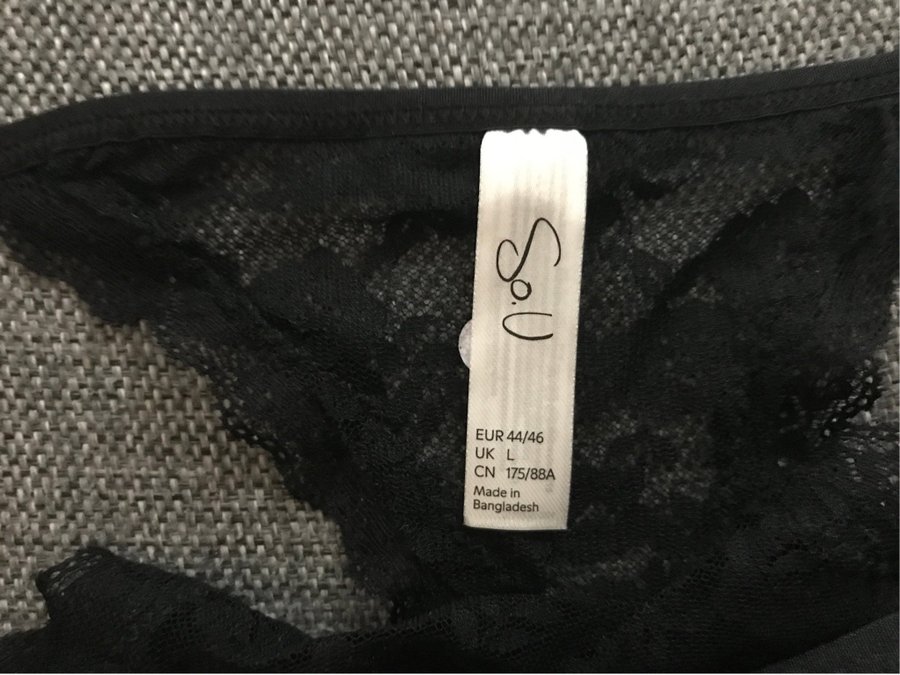 So.U
EUR 44/46
UK L
CN 175/88A
Made in
Bangladesh